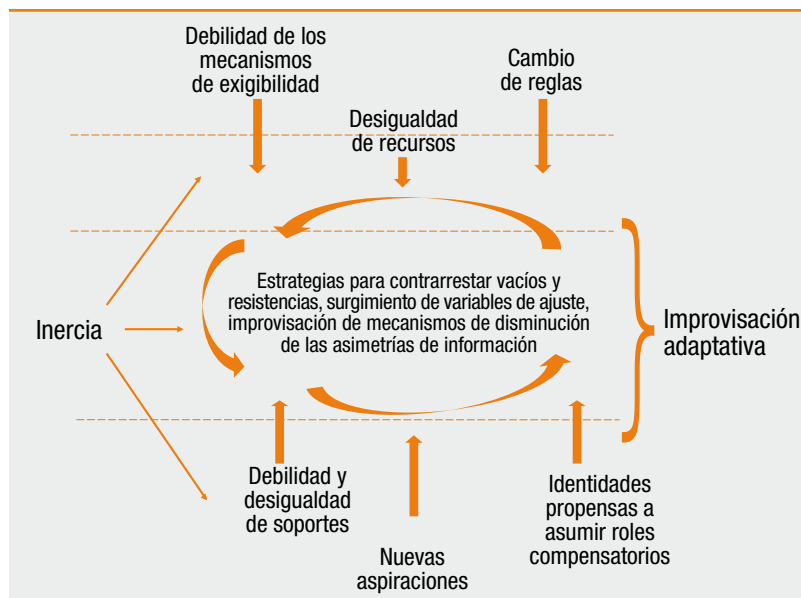 Debilidad de los
mecanismos
de exigibilidad
Cambio
de reglas
Desigualdad
de recursos
Estrategias para contrarrestar vacíos y
resistencias, surgimiento de variables de ajuste,
improvisación de mecanismos de disminución
de las asimetrías de información
Inercia
Improvisación
adaptativa
Debilidad y
desigualdad
de soportes
Nuevas
aspiraciones
Identidades
propensas a
asumir roles
compensatorios